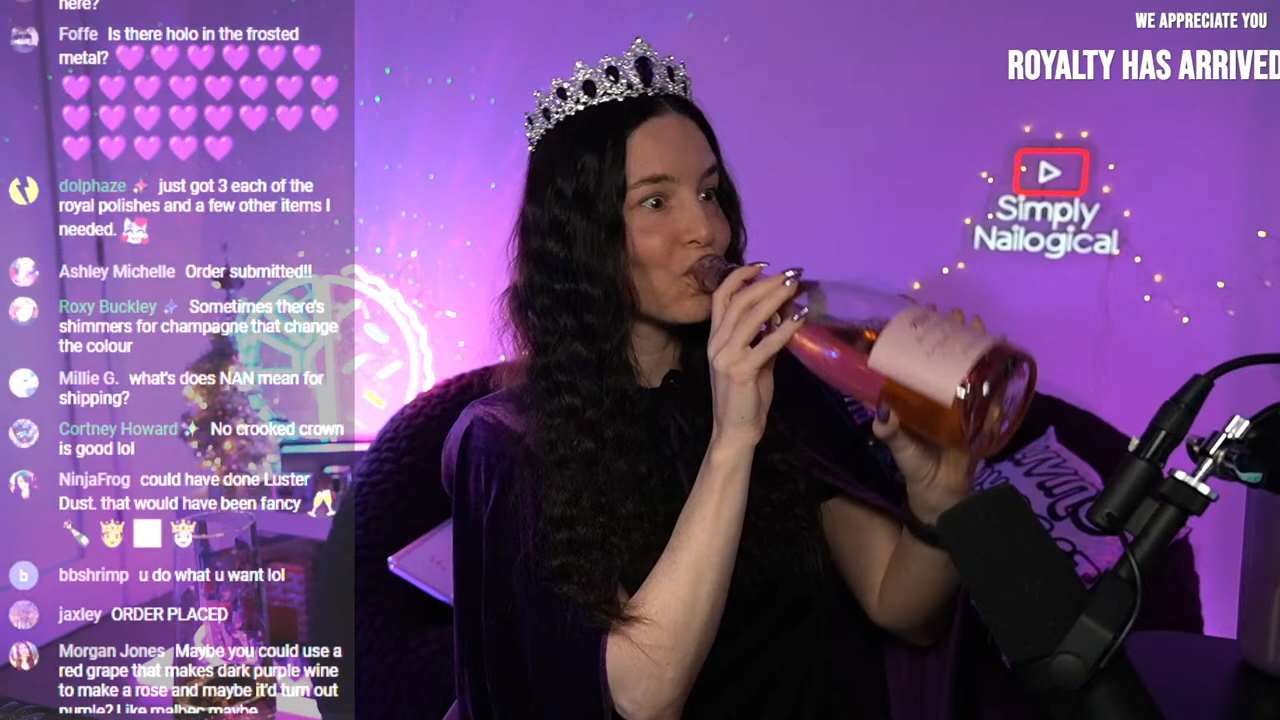 here?
Foffe Is there holo in the frosted
metal?
dolphaze just got 3 each of the
royal polishes and a few other items I
needed.
Ashley Michelle Order submitted!!
Roxy Buckley Sometimes there's
shimmers for champagne that change
the colour
Millie G. what's does NAN mean for
shipping?
Cortney Howard No crooked crown
is good lol
NinjaFrog could have done Luster
Dust. that would have been fancy
b
bbshrimp u do what u want lol
jaxley ORDER PLACED
Morgan Jones Maybe you could use a
red grape that makes dark purple wine
to make a rose and maybe it'd turn out
purple? Like malbec maybe
WE APPRECIATE YOU
ROYALTY HAS ARRIVED
Simply
Nailogical